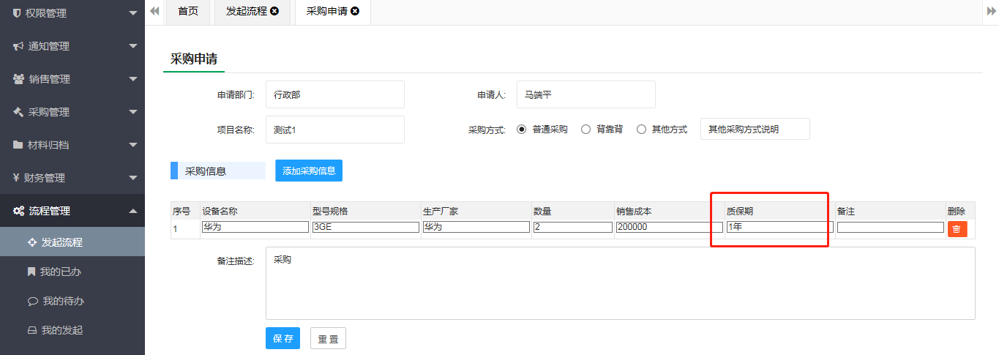 权限管理
通知管理
销售管理
采购管理
材料归档
¥ 财务管理
流程管理
发起流程
我的已办
我的待办
我的发起
首页 发起流程 采购申请
采购申请
申请部门: 行政部 申请人: 马端平
项目名称: 测试1 采购方式: 普通采购 背靠背 其他方式 其他采购方式说明
采购信息 添加采购信息
序号 设备名称 型号规格 生产厂家 数量 销售成本 质保期 备注 删除
1 华为 3GE 华为 2 200000 1年
备注描述: 采购
保存 重置